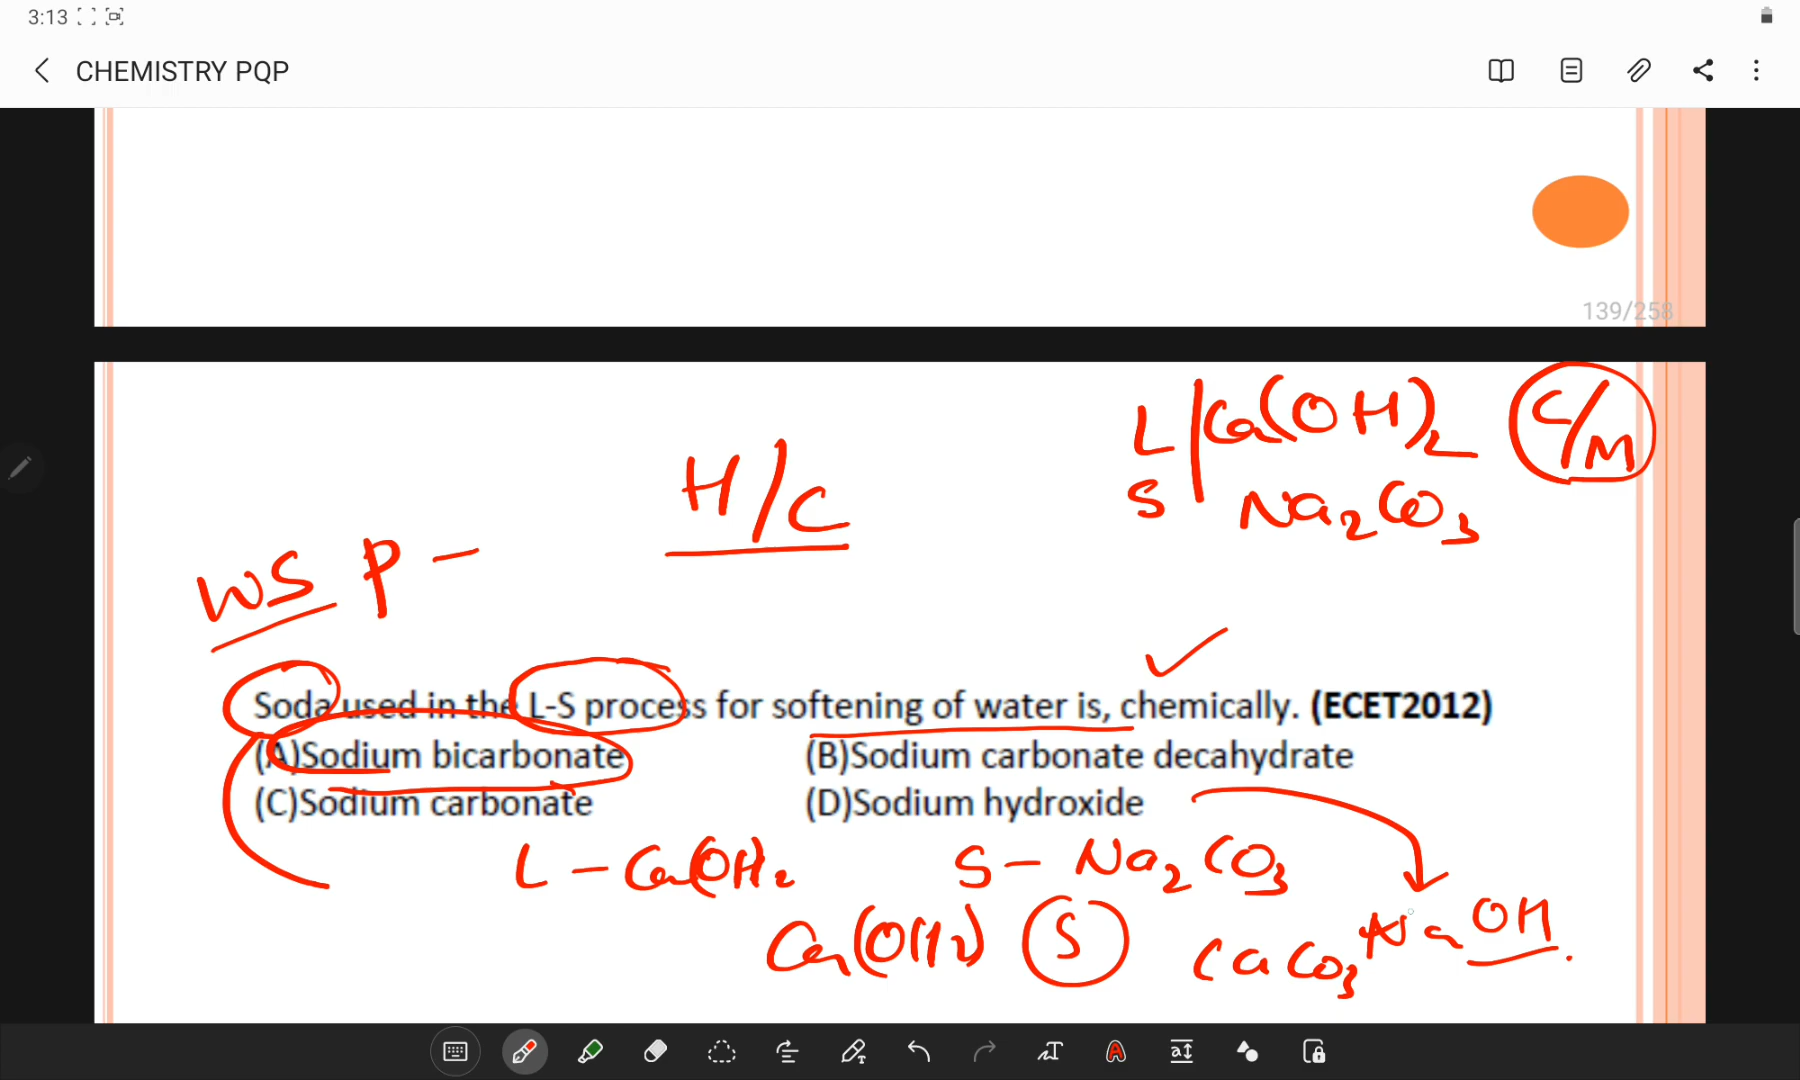 3:13
CHEMISTRY PQP
139/258
L Ca(OH)2 C/M
S Na2CO3
H/C
WS P -
Soda used in the L-S process for softening of water is, chemically. (ECET2012)
(A)Sodium bicarbonate (B)Sodium carbonate decahydrate
(C)Sodium carbonate (D)Sodium hydroxide
L - Ca(OH)2 S - Na2CO3
Ca(OH2) S CaCO3 NaOH.